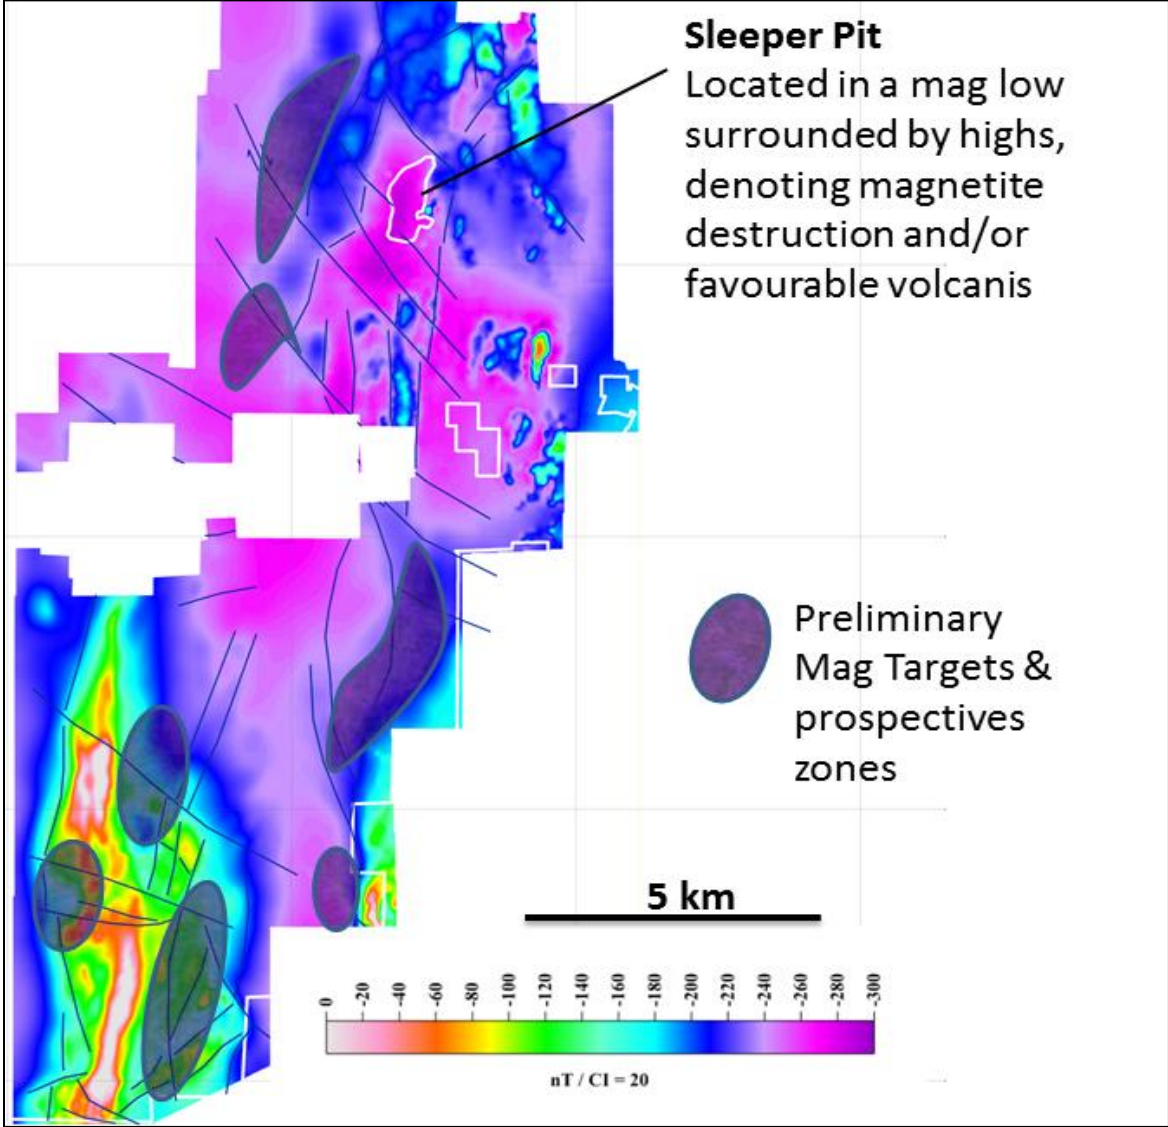 Sleeper Pit
Located in a mag low
surrounded by highs,
denoting magnetite
destruction and/or
favourable volcanis
Preliminary
Mag Targets &
prospectives
zones
5 km
0 -20 -40 -60 -80 -100 -120 -140 -160 -180 -200 -220 -240 -260 -280 -300
nT / CI = 20